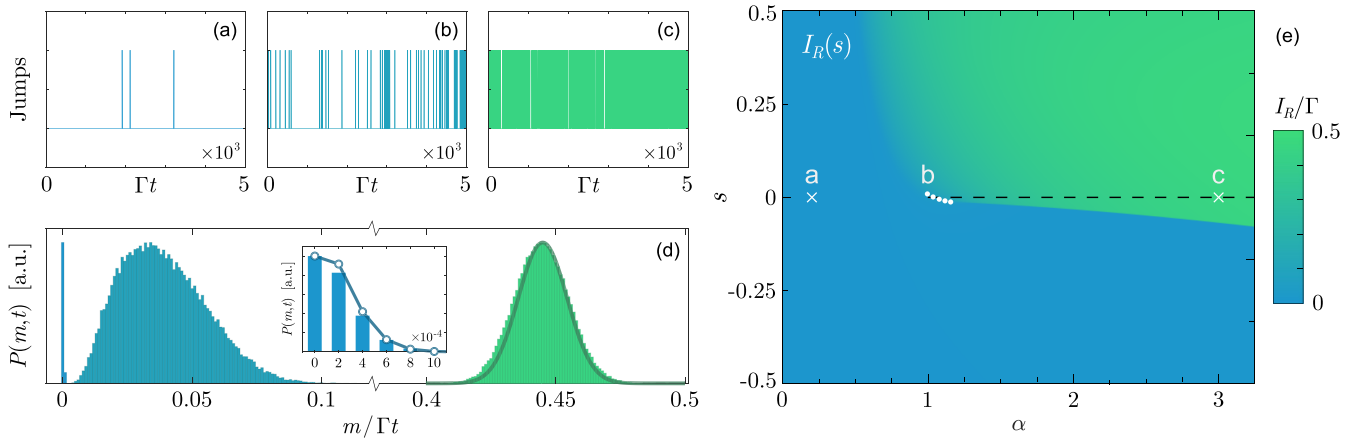 (a)
Jumps
×10³
0
5
Γt
(b)
×10³
0
5
Γt
(c)
×10³
0
5
Γt
(d)
P(m,t) [a.u.]
0
0.05
0.1
0.4
0.45
0.5
m/Γt
P(m,t) [a.u.]
×10⁻⁴
0 2 4 6 8 10
(e)
I_R(s)
0.5
0.25
0
-0.25
-0.5
s
a
b
c
0
1
2
3
α
I_R/Γ
0.5
0